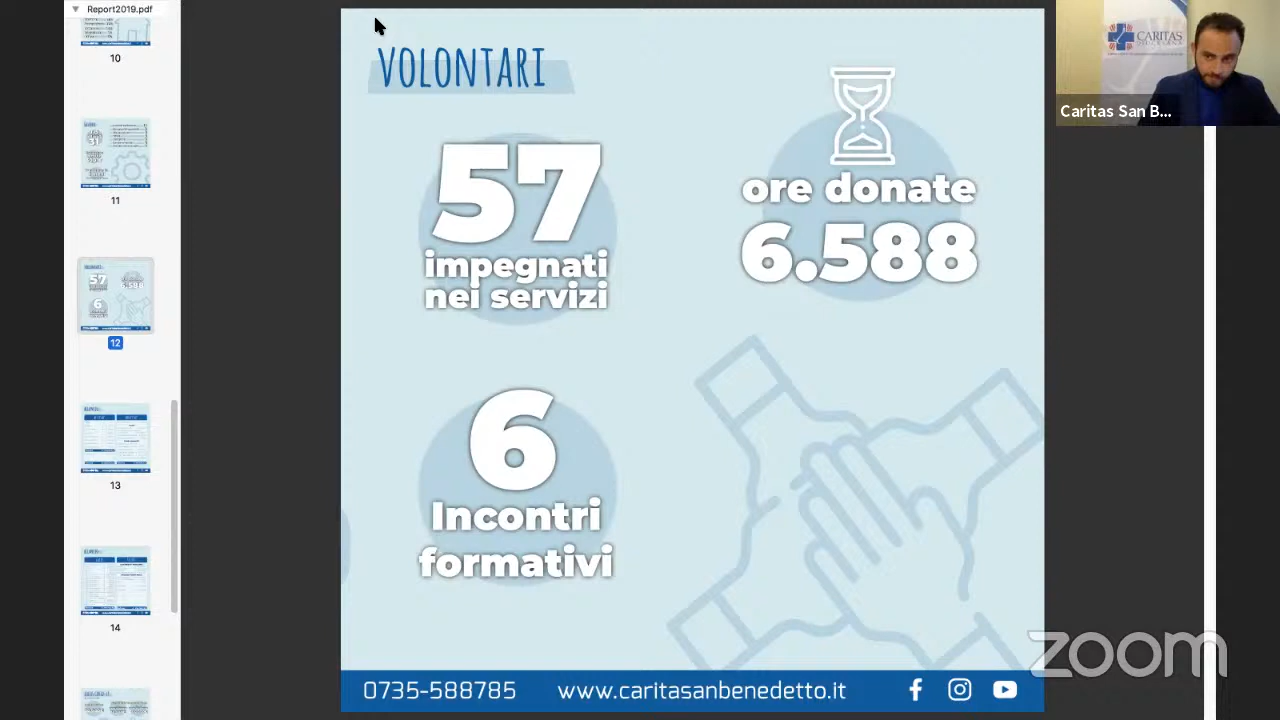 Report2019.pdf
10
11
12
13
14
VOLONTARI
57
impegnati
nei servizi
ore donate
6.588
6
Incontri
formativi
0735-588785
www.caritasanbenedetto.it
CARITAS
Caritas San B...
zoom